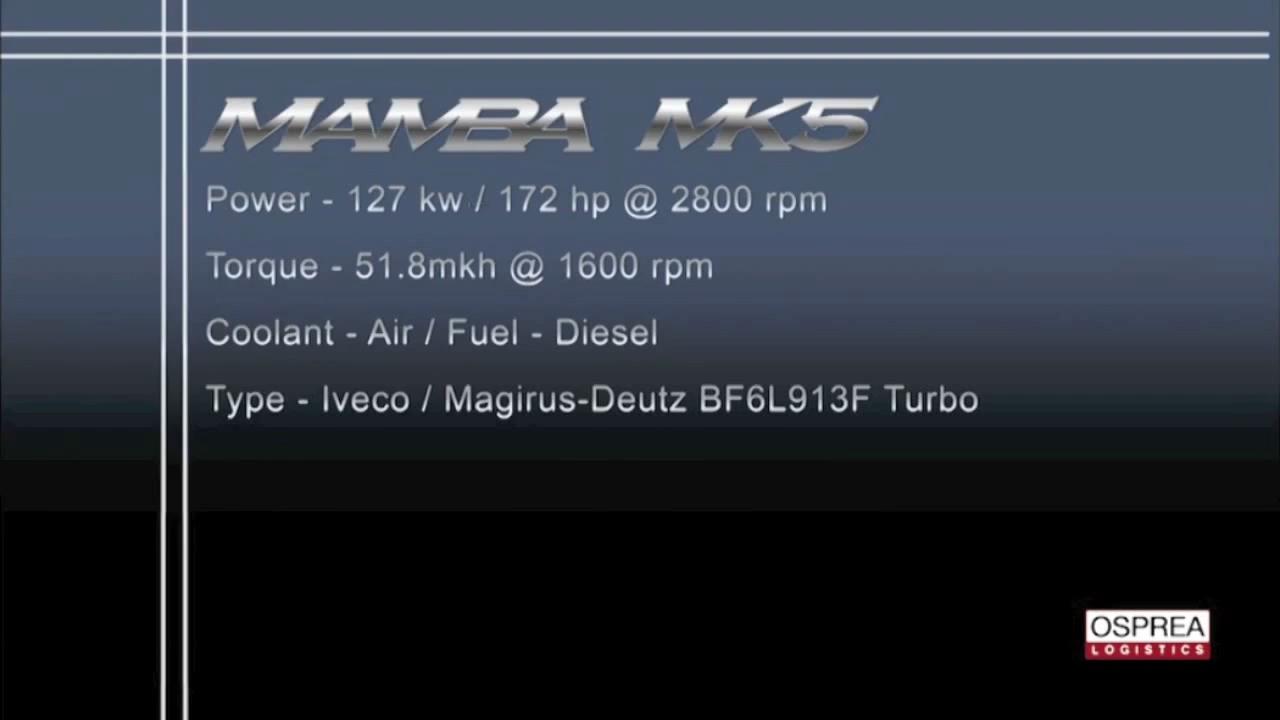 MAMBA MK5
Power - 127 kw / 172 hp @ 2800 rpm
Torque - 51.8mkh @ 1600 rpm
Coolant - Air / Fuel - Diesel
Type - Iveco / Magirus-Deutz BF6L913F Turbo
OSPREA
LOGISTICS